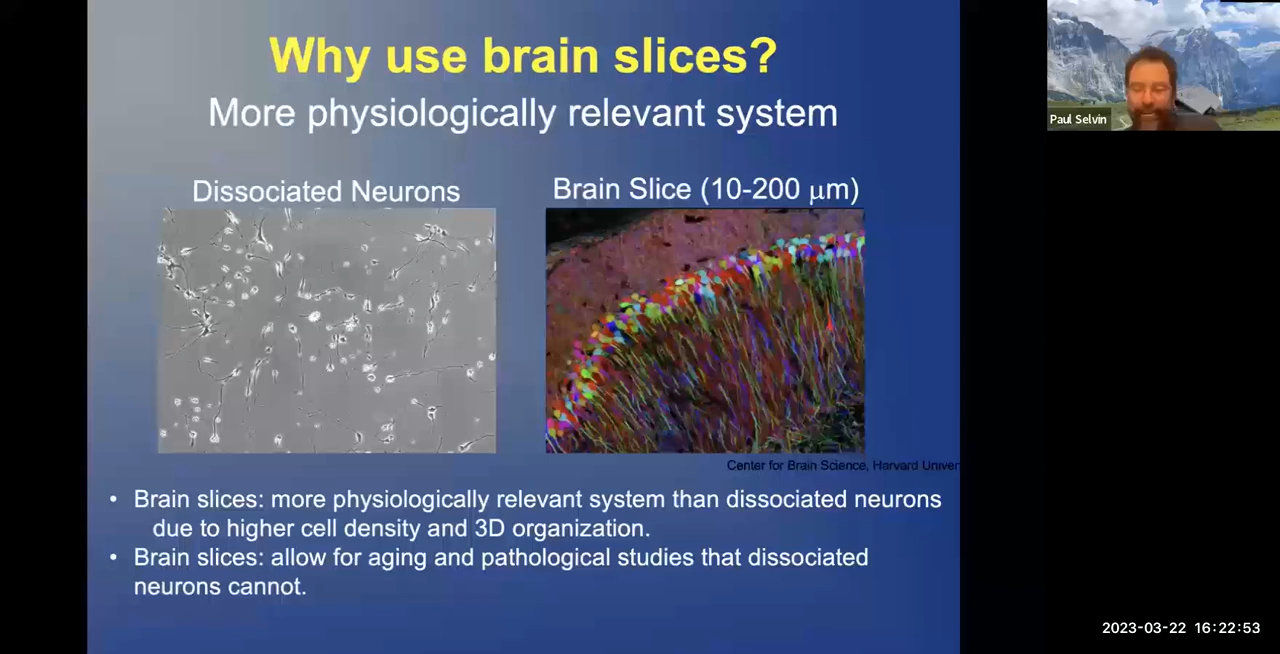 Why use brain slices?
More physiologically relevant system
Paul Selvin
Dissociated Neurons
Brain Slice (10-200 μm)
Center for Brain Science, Harvard Univer
• Brain slices: more physiologically relevant system than dissociated neurons
due to higher cell density and 3D organization.
• Brain slices: allow for aging and pathological studies that dissociated
neurons cannot.
2023-03-22 16:22:53